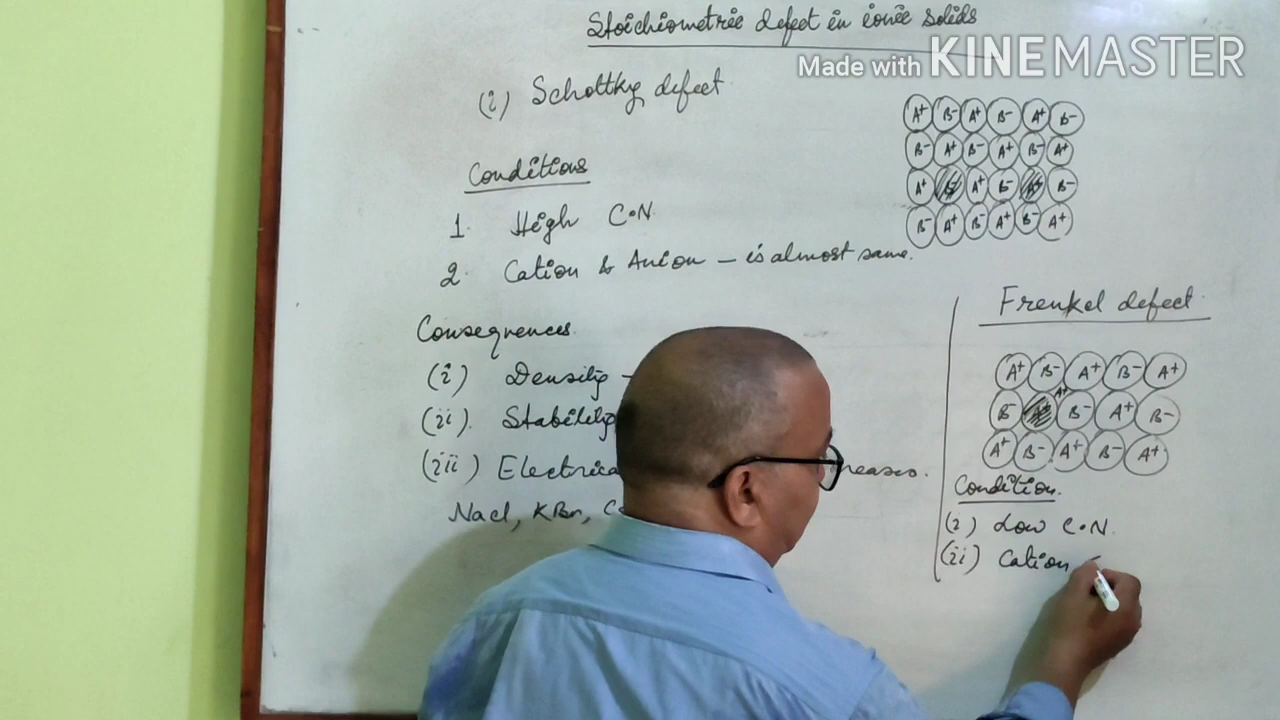 Stoichiometric defect in ionic solids
Made with KINEMASTER
(i) Schottky defect
A+ B- A+ B- A+ B-
B- A+ B- A+ B- A+
A+ A+ B- B-
B- A+ B- A+ B- A+
Conditions
1. High C.N
2. Cation & Anion – is almost same.
Consequences
(i) Density –
(ii). Stability
(iii) Electrica reases.
NaCl, KBr, C
Frenkel defect
A+ B- A+ B- A+
A+
B- B- A+ B-
A+ B- A+ B- A+
Condition
(i) Low C.N.
(ii) Cation